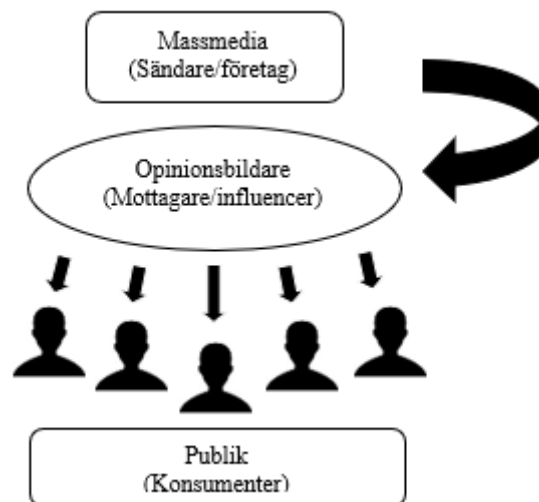 Massmedia
(Sändare/företag)
Opinionsbildare
(Mottagare/influencer)
Publik
(Konsumenter)